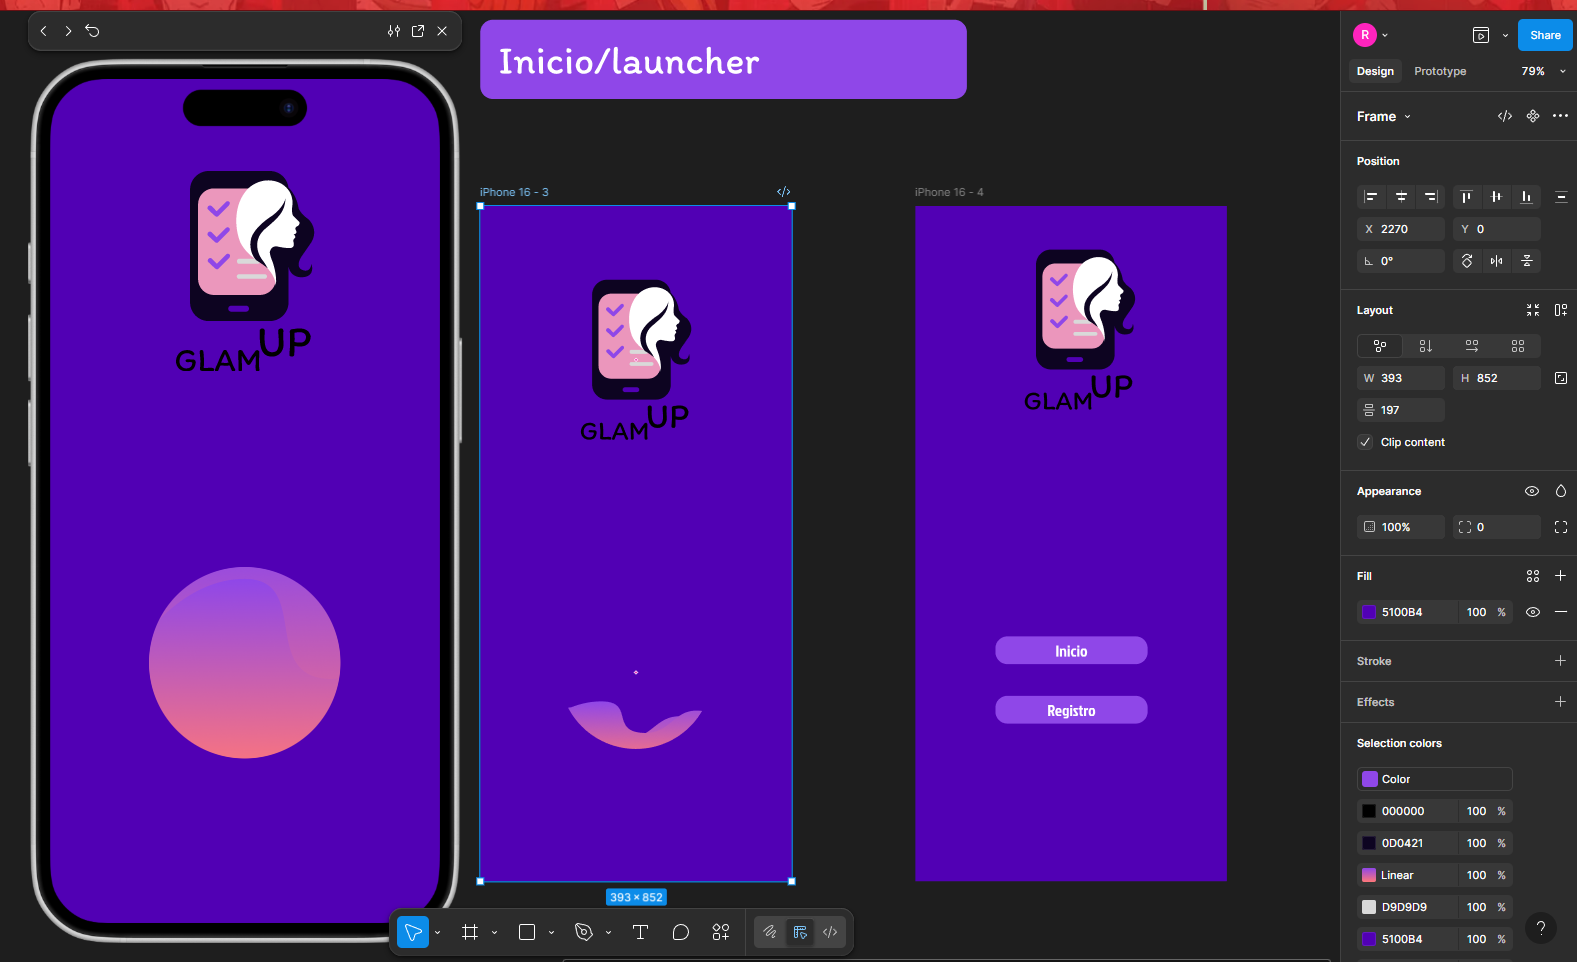 Inicio/launcher
GLAM UP
iPhone 16 - 3
GLAM UP
393 × 852
iPhone 16 - 4
GLAM UP
Inicio
Registro
R
Share
Design
Prototype
79%
Frame
Position
X 2270
Y 0
0°
Layout
W 393
H 852
197
Clip content
Appearance
100%
0
Fill
5100B4 100 %
Stroke
Effects
Selection colors
Color
000000 100 %
0D0421 100 %
Linear 100 %
D9D9D9 100 %
5100B4 100 %
?